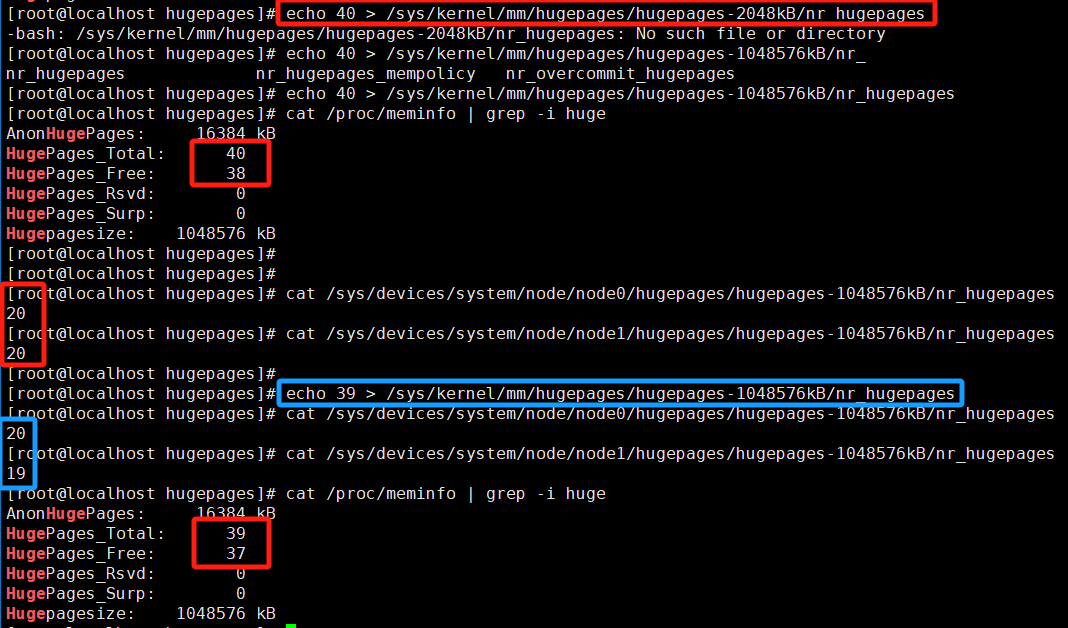 [root@localhost hugepages]# echo 40 > /sys/kernel/mm/hugepages/hugepages-2048kB/nr_hugepages
-bash: /sys/kernel/mm/hugepages/hugepages-2048kB/nr_hugepages: No such file or directory
[root@localhost hugepages]# echo 40 > /sys/kernel/mm/hugepages/hugepages-1048576kB/nr_
nr_hugepages             nr_hugepages_mempolicy   nr_overcommit_hugepages
[root@localhost hugepages]# echo 40 > /sys/kernel/mm/hugepages/hugepages-1048576kB/nr_hugepages
[root@localhost hugepages]# cat /proc/meminfo | grep -i huge
AnonHugePages:     16384 kB
HugePages_Total:      40
HugePages_Free:       38
HugePages_Rsvd:        0
HugePages_Surp:        0
Hugepagesize:    1048576 kB
[root@localhost hugepages]#
[root@localhost hugepages]#
[root@localhost hugepages]# cat /sys/devices/system/node/node0/hugepages/hugepages-1048576kB/nr_hugepages
20
[root@localhost hugepages]# cat /sys/devices/system/node/node1/hugepages/hugepages-1048576kB/nr_hugepages
20
[root@localhost hugepages]#
[root@localhost hugepages]# echo 39 > /sys/kernel/mm/hugepages/hugepages-1048576kB/nr_hugepages
[root@localhost hugepages]# cat /sys/devices/system/node/node0/hugepages/hugepages-1048576kB/nr_hugepages
20
[root@localhost hugepages]# cat /sys/devices/system/node/node1/hugepages/hugepages-1048576kB/nr_hugepages
19
[root@localhost hugepages]# cat /proc/meminfo | grep -i huge
AnonHugePages:     16384 kB
HugePages_Total:      39
HugePages_Free:       37
HugePages_Rsvd:        0
HugePages_Surp:        0
Hugepagesize:    1048576 kB